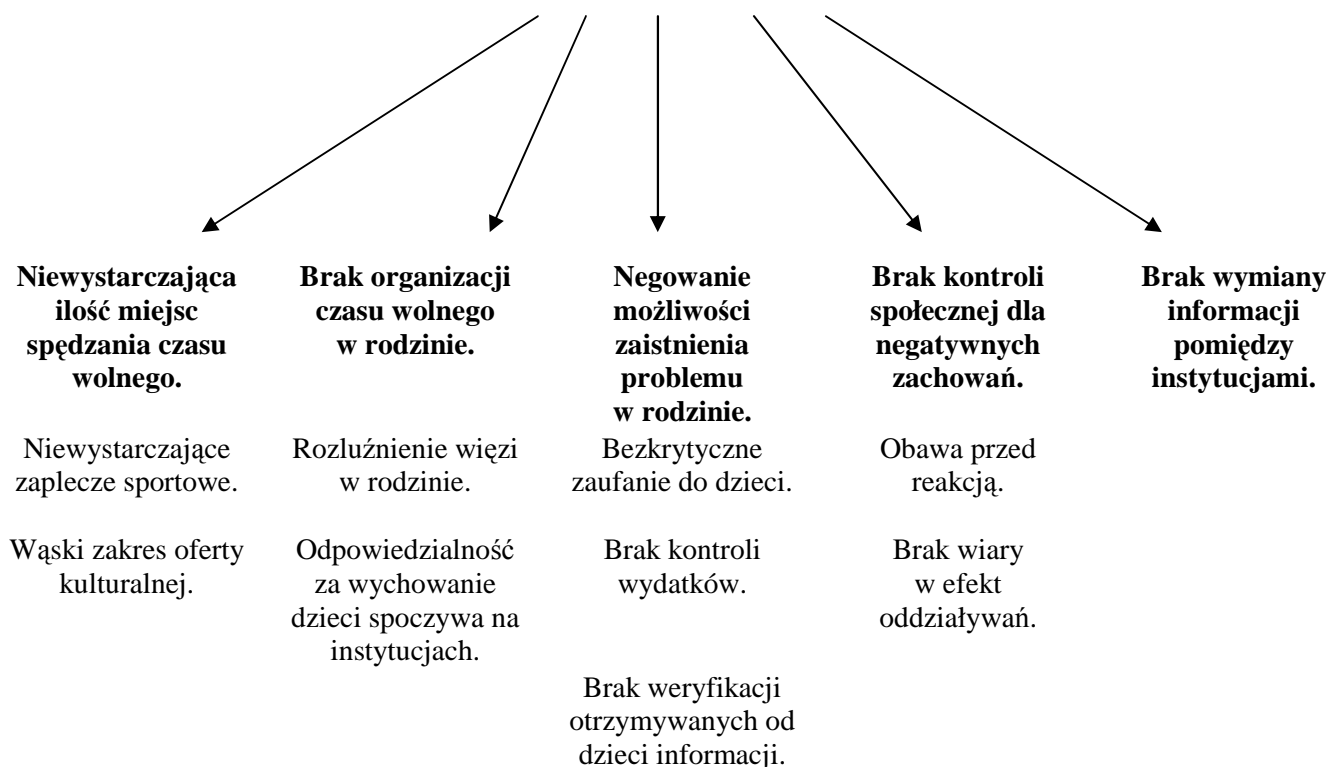 Niewystarczająca
ilość miejsc
spędzania czasu
wolnego.
Niewystarczające
zaplecze sportowe.
Wąski zakres oferty
kulturalnej.
Brak organizacji
czasu wolnego
w rodzinie.
Rozluźnienie więzi
w rodzinie.
Odpowiedzialność
za wychowanie
dzieci spoczywa na
instytucjach.
Negowanie
możliwości
zaistnienia
problemu
w rodzinie.
Bezkrytyczne
zaufanie do dzieci.
Brak kontroli
wydatków.
Brak weryfikacji
otrzymywanych od
dzieci informacji.
Brak kontroli
społecznej dla
negatywnych
zachowań.
Obawa przed
reakcją.
Brak wiary
w efekt
oddziaływań.
Brak wymiany
informacji
pomiędzy
instytucjami.